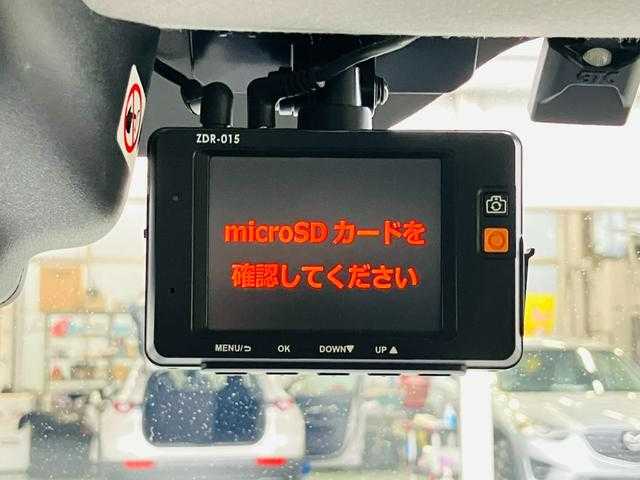 ETC
ZDR-015
microSD カードを
確認してください
MENU/⮌ OK DOWN▼ UP▲